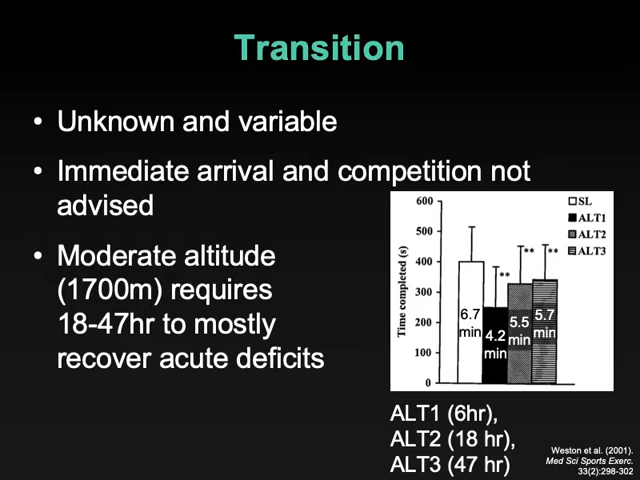 Transition
• Unknown and variable
• Immediate arrival and competition not
advised
• Moderate altitude
(1700m) requires
18-47hr to mostly
recover acute deficits
600
500
400
300
200
100
0
Time completed (s)
SL
ALT1
ALT2
ALT3
**
**
**
6.7
min
4.2
min
5.5
min
5.7
min
ALT1 (6hr),
ALT2 (18 hr),
ALT3 (47 hr)
Weston et al. (2001).
Med Sci Sports Exerc.
33(2):298-302